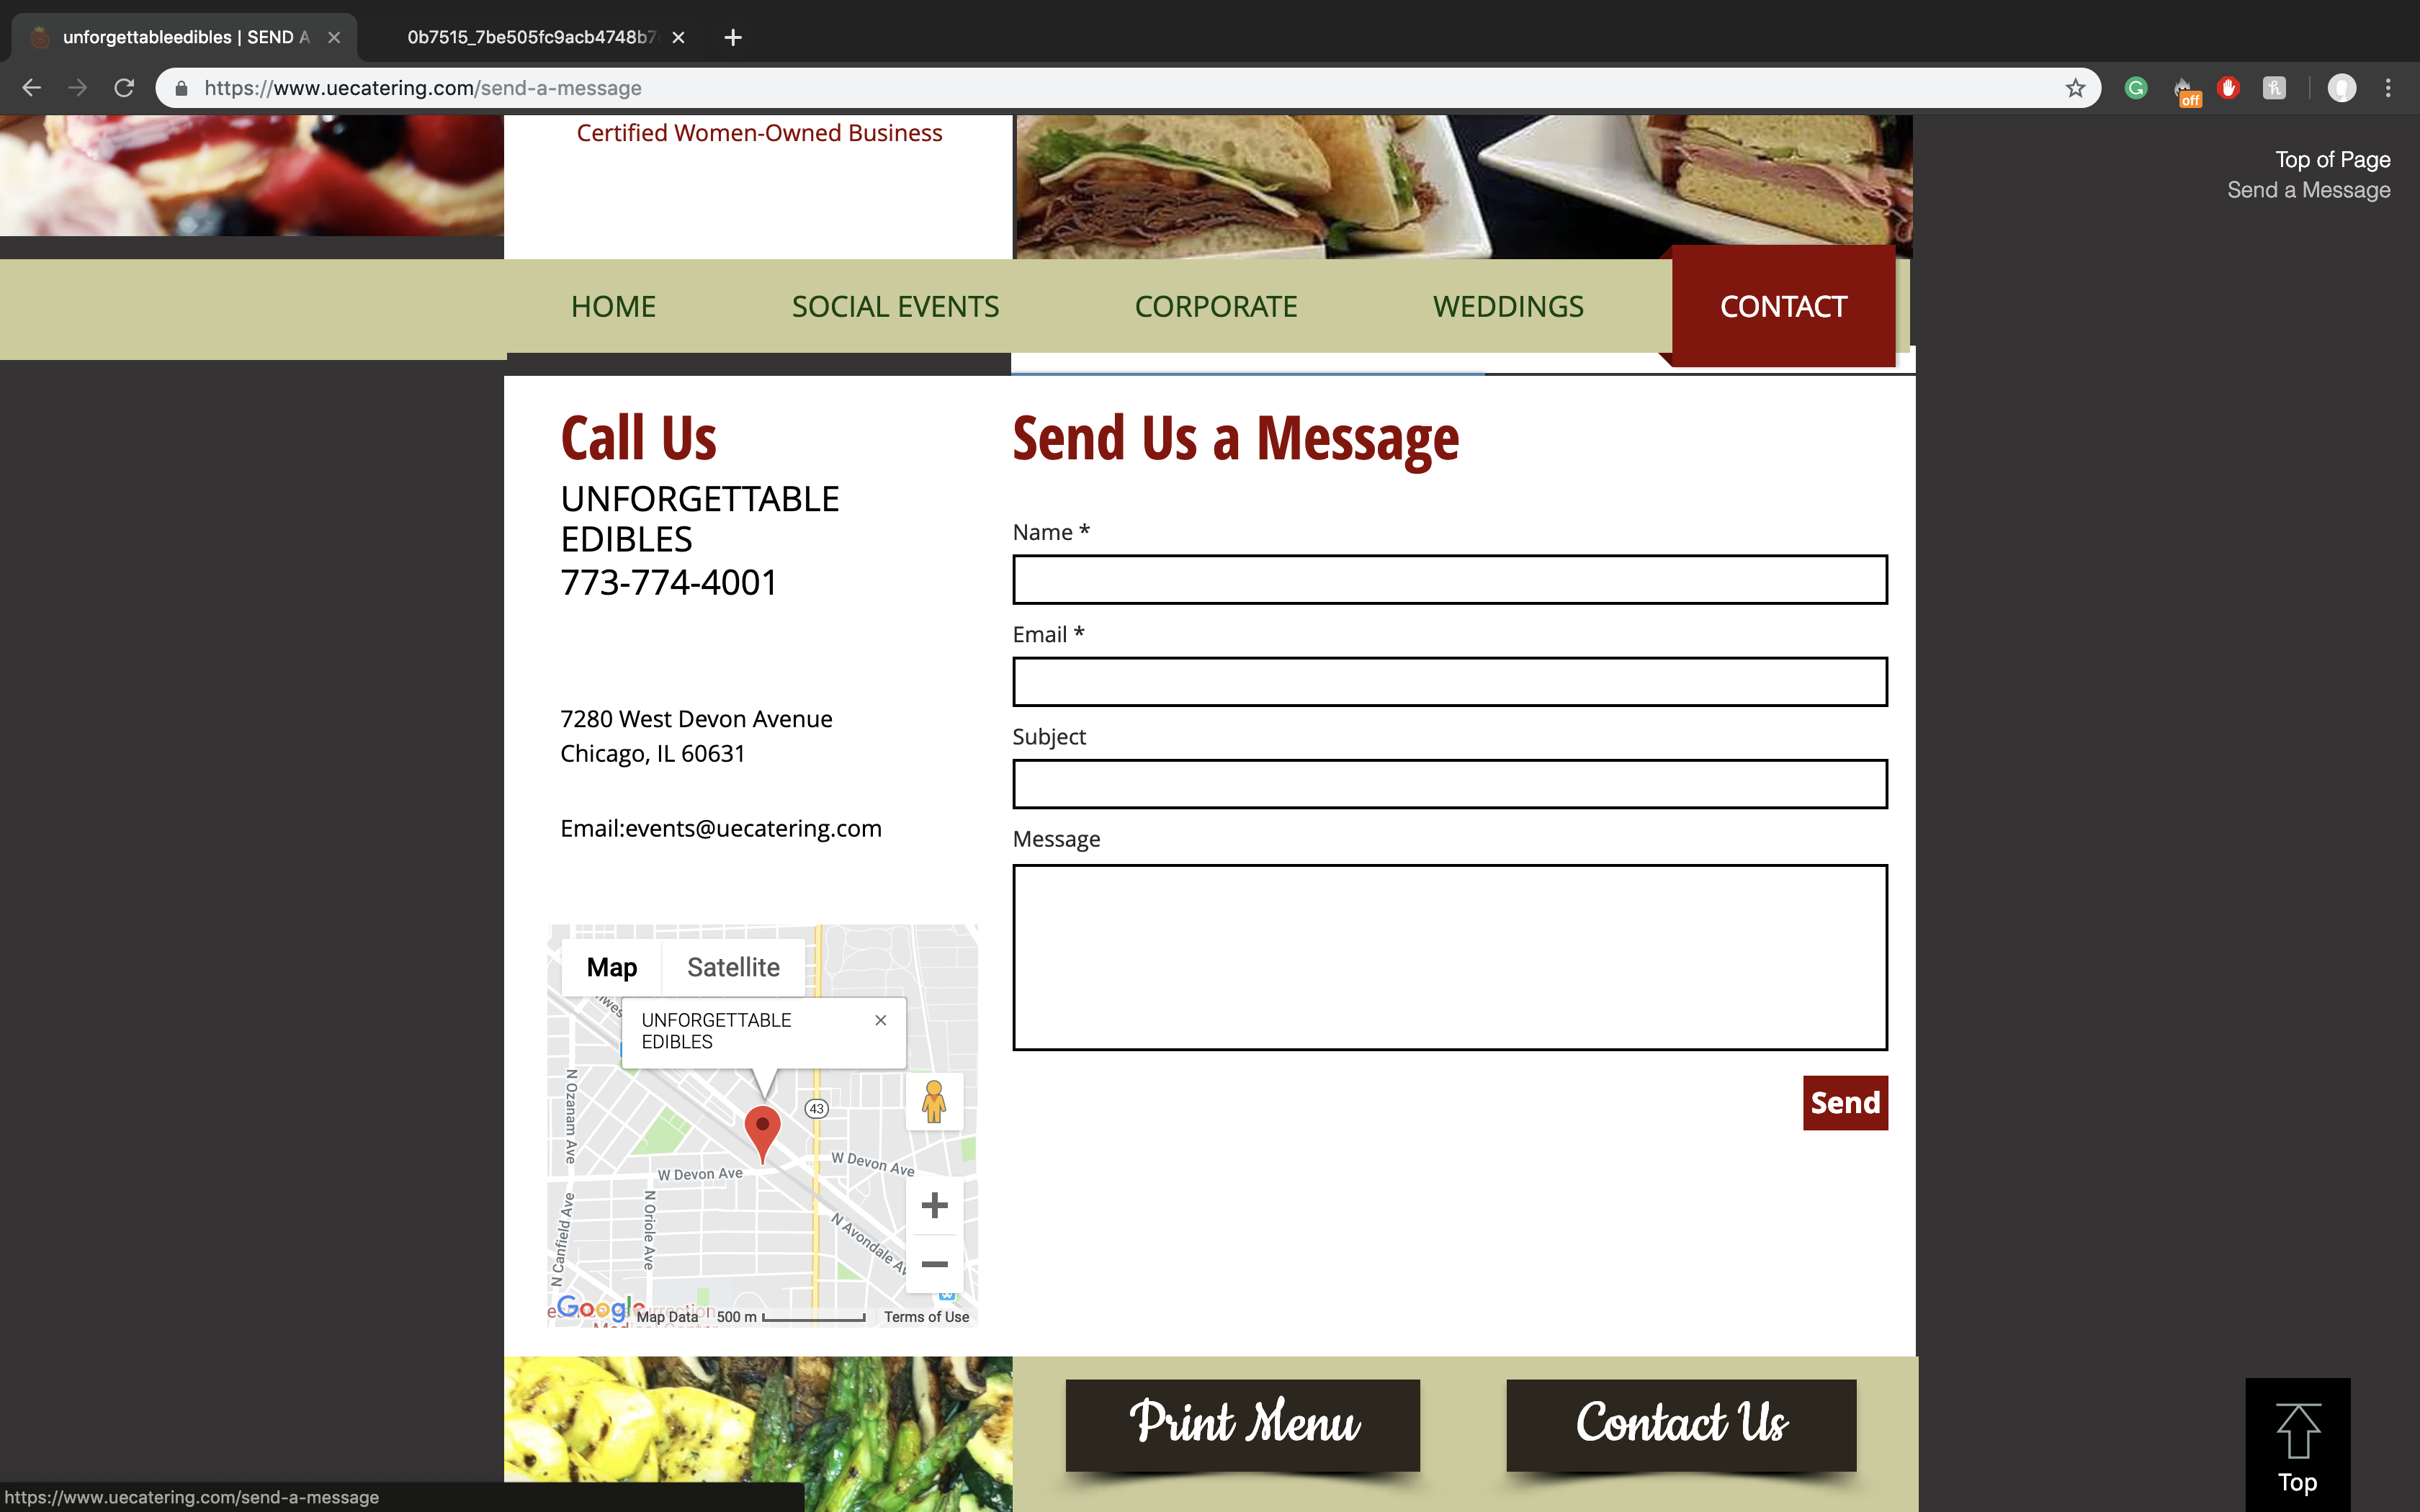 unforgettableedibles | SEND A
0b7515_7be505fc9acb4748b7
https://www.uecatering.com/send-a-message
off
Certified Women-Owned Business
Top of Page
Send a Message
HOME
SOCIAL EVENTS
CORPORATE
WEDDINGS
CONTACT
Call Us
UNFORGETTABLE
EDIBLES
773-774-4001
7280 West Devon Avenue
Chicago, IL 60631
Email:events@uecatering.com
Send Us a Message
Name *
Email *
Subject
Message
Send
Map
Satellite
UNFORGETTABLE
EDIBLES
43
N Ozanam Ave
W Devon Ave
W Devon Ave
N Oriole Ave
N Canfield Ave
N Avondale Av
Google
Map Data
500 m
Terms of Use
Print Menu
Contact Us
Top
https://www.uecatering.com/send-a-message